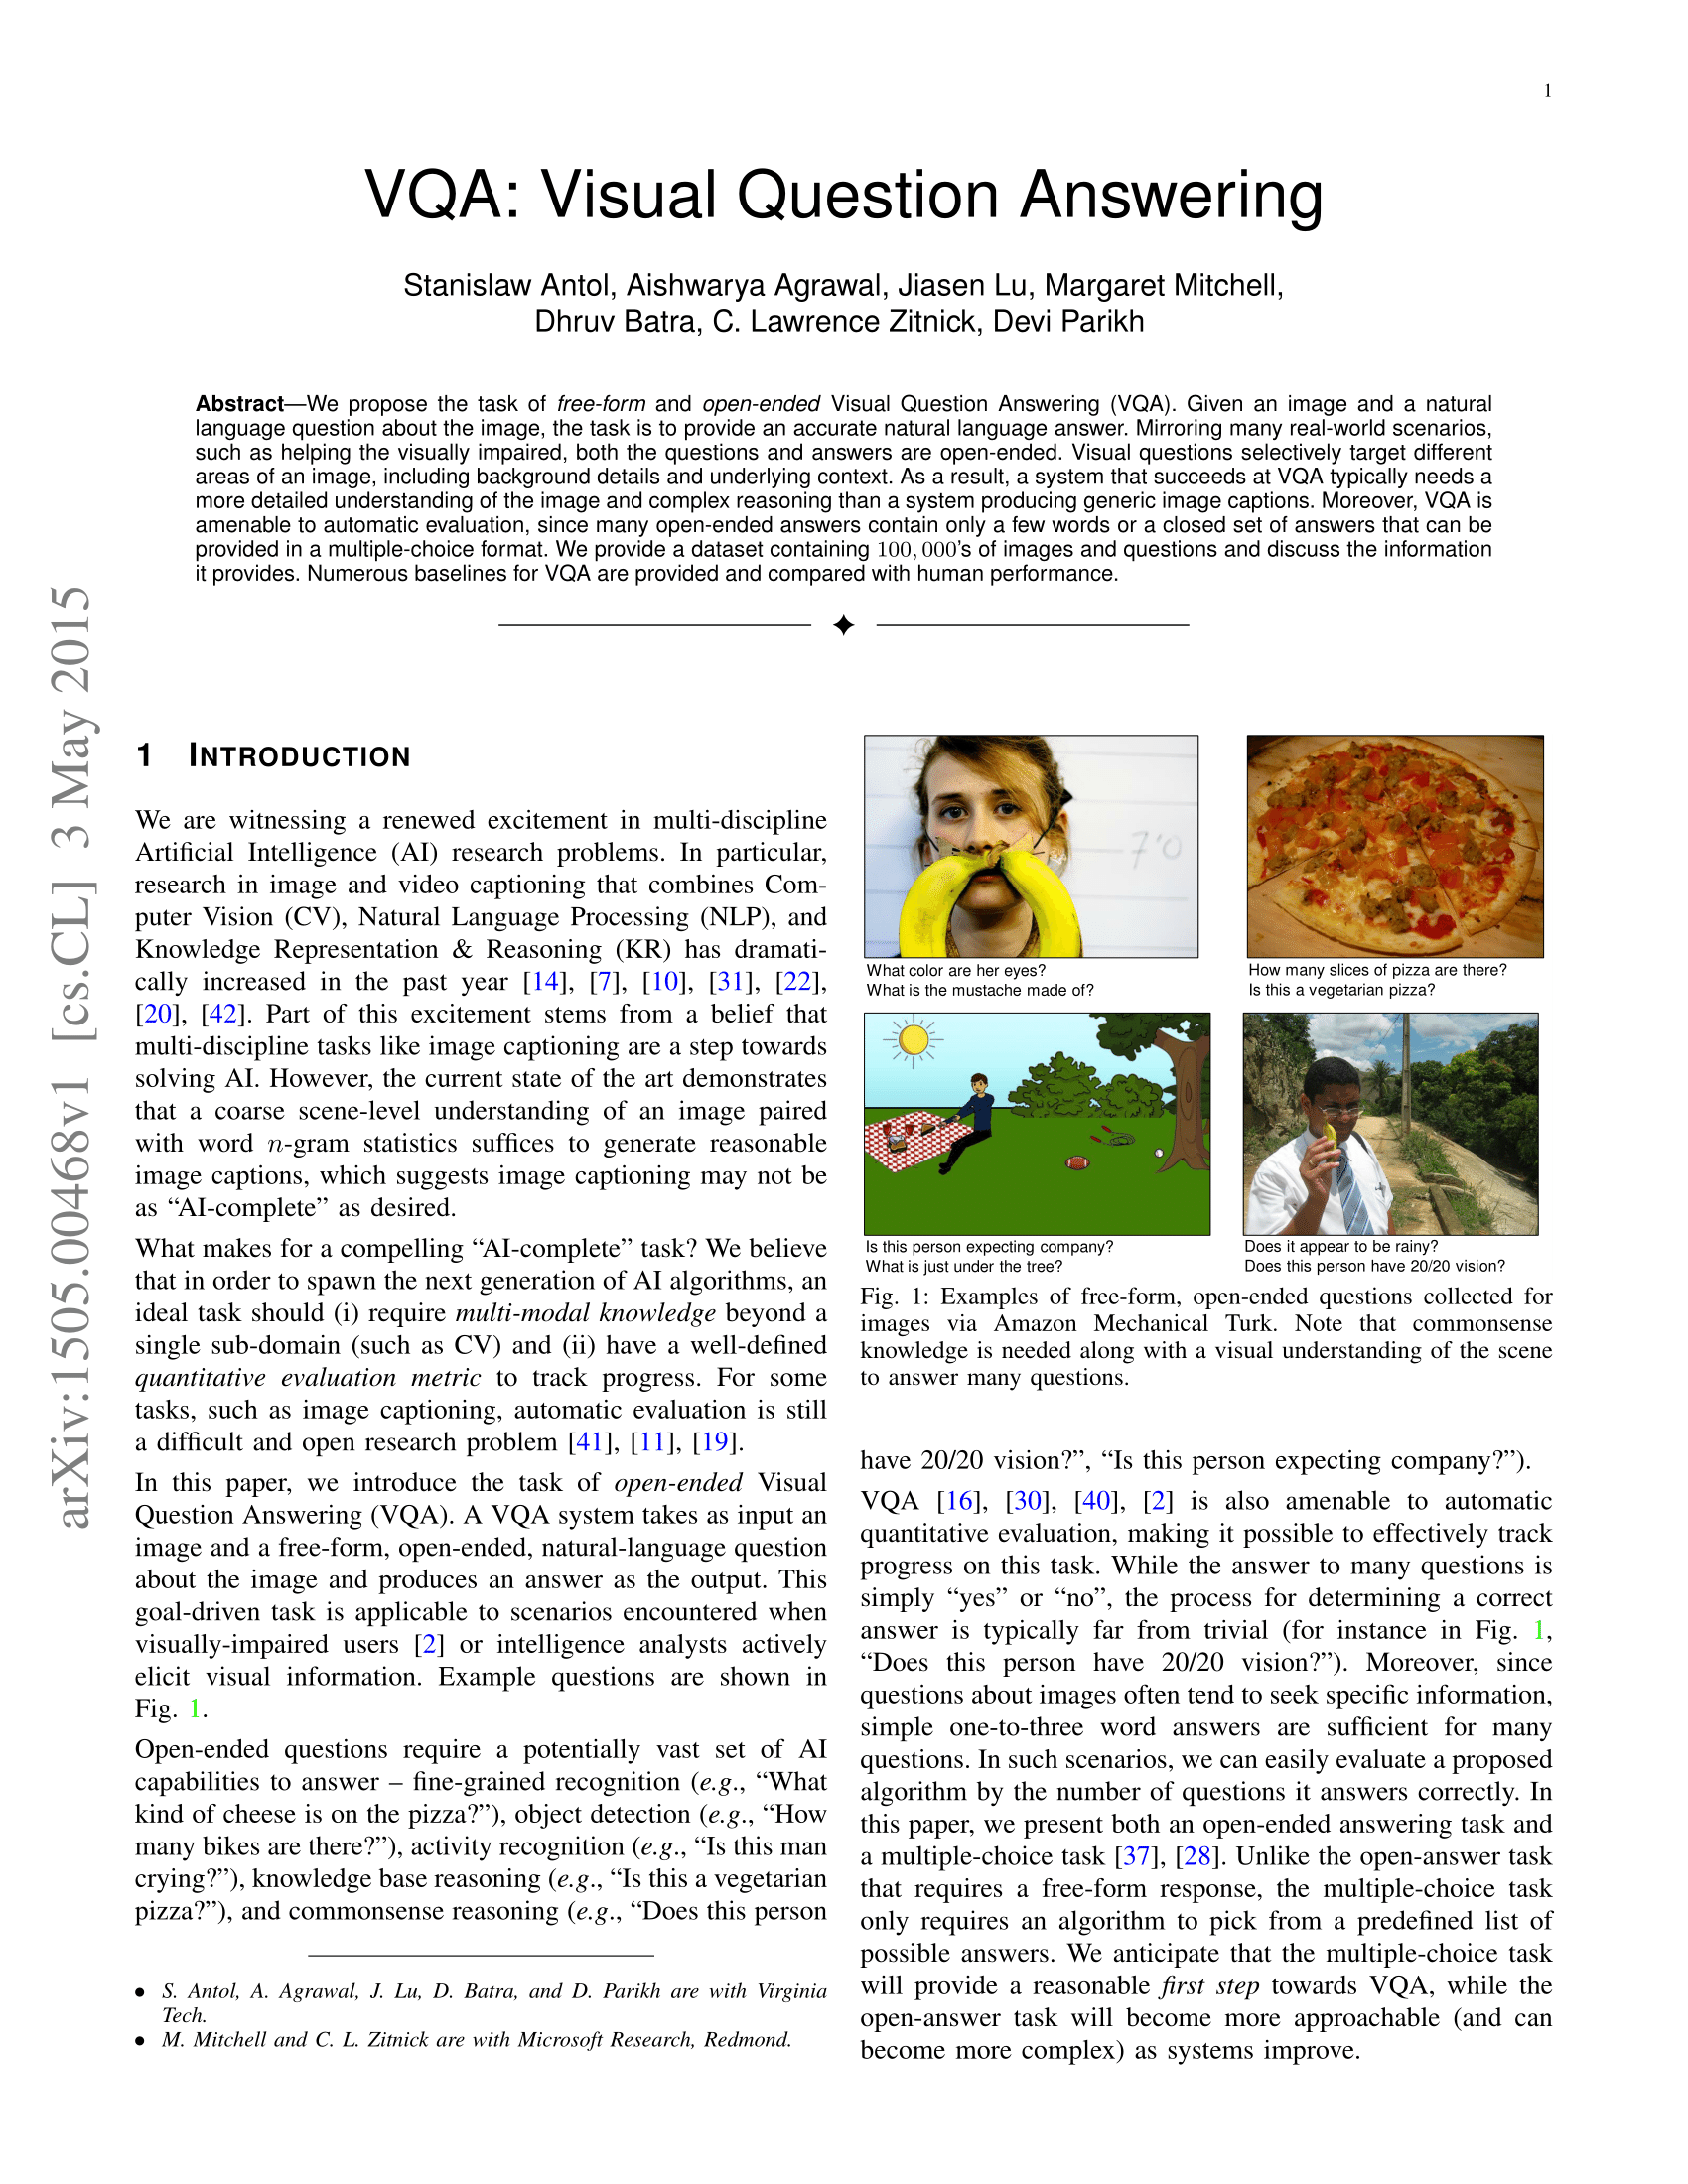 1
VQA: Visual Question Answering
Stanislaw Antol, Aishwarya Agrawal, Jiasen Lu, Margaret Mitchell,
Dhruv Batra, C. Lawrence Zitnick, Devi Parikh
Abstract—We propose the task of free-form and open-ended Visual Question Answering (VQA). Given an image and a natural
language question about the image, the task is to provide an accurate natural language answer. Mirroring many real-world scenarios,
such as helping the visually impaired, both the questions and answers are open-ended. Visual questions selectively target different
areas of an image, including background details and underlying context. As a result, a system that succeeds at VQA typically needs a
more detailed understanding of the image and complex reasoning than a system producing generic image captions. Moreover, VQA is
amenable to automatic evaluation, since many open-ended answers contain only a few words or a closed set of answers that can be
provided in a multiple-choice format. We provide a dataset containing 100,000's of images and questions and discuss the information
it provides. Numerous baselines for VQA are provided and compared with human performance.
arXiv:1505.00468v1 [cs.CL] 3 May 2015
1 INTRODUCTION
We are witnessing a renewed excitement in multi-discipline
Artificial Intelligence (AI) research problems. In particular,
research in image and video captioning that combines Com-
puter Vision (CV), Natural Language Processing (NLP), and
Knowledge Representation & Reasoning (KR) has dramati-
cally increased in the past year [14], [7], [10], [31], [22],
[20], [42]. Part of this excitement stems from a belief that
multi-discipline tasks like image captioning are a step towards
solving AI. However, the current state of the art demonstrates
that a coarse scene-level understanding of an image paired
with word n-gram statistics suffices to generate reasonable
image captions, which suggests image captioning may not be
as “AI-complete” as desired.
What makes for a compelling “AI-complete” task? We believe
that in order to spawn the next generation of AI algorithms, an
ideal task should (i) require multi-modal knowledge beyond a
single sub-domain (such as CV) and (ii) have a well-defined
quantitative evaluation metric to track progress. For some
tasks, such as image captioning, automatic evaluation is still
a difficult and open research problem [41], [11], [19].
In this paper, we introduce the task of open-ended Visual
Question Answering (VQA). A VQA system takes as input an
image and a free-form, open-ended, natural-language question
about the image and produces an answer as the output. This
goal-driven task is applicable to scenarios encountered when
visually-impaired users [2] or intelligence analysts actively
elicit visual information. Example questions are shown in
Fig. 1.
Open-ended questions require a potentially vast set of AI
capabilities to answer – fine-grained recognition (e.g., “What
kind of cheese is on the pizza?”), object detection (e.g., “How
many bikes are there?”), activity recognition (e.g., “Is this man
crying?”), knowledge base reasoning (e.g., “Is this a vegetarian
pizza?”), and commonsense reasoning (e.g., “Does this person
• S. Antol, A. Agrawal, J. Lu, D. Batra, and D. Parikh are with Virginia
Tech.
• M. Mitchell and C. L. Zitnick are with Microsoft Research, Redmond.
7'0
What color are her eyes?
What is the mustache made of?
How many slices of pizza are there?
Is this a vegetarian pizza?
Is this person expecting company?
What is just under the tree?
Does it appear to be rainy?
Does this person have 20/20 vision?
Fig. 1: Examples of free-form, open-ended questions collected for
images via Amazon Mechanical Turk. Note that commonsense
knowledge is needed along with a visual understanding of the scene
to answer many questions.
have 20/20 vision?”, “Is this person expecting company?”).
VQA [16], [30], [40], [2] is also amenable to automatic
quantitative evaluation, making it possible to effectively track
progress on this task. While the answer to many questions is
simply “yes” or “no”, the process for determining a correct
answer is typically far from trivial (for instance in Fig. 1,
“Does this person have 20/20 vision?”). Moreover, since
questions about images often tend to seek specific information,
simple one-to-three word answers are sufficient for many
questions. In such scenarios, we can easily evaluate a proposed
algorithm by the number of questions it answers correctly. In
this paper, we present both an open-ended answering task and
a multiple-choice task [37], [28]. Unlike the open-answer task
that requires a free-form response, the multiple-choice task
only requires an algorithm to pick from a predefined list of
possible answers. We anticipate that the multiple-choice task
will provide a reasonable first step towards VQA, while the
open-answer task will become more approachable (and can
become more complex) as systems improve.